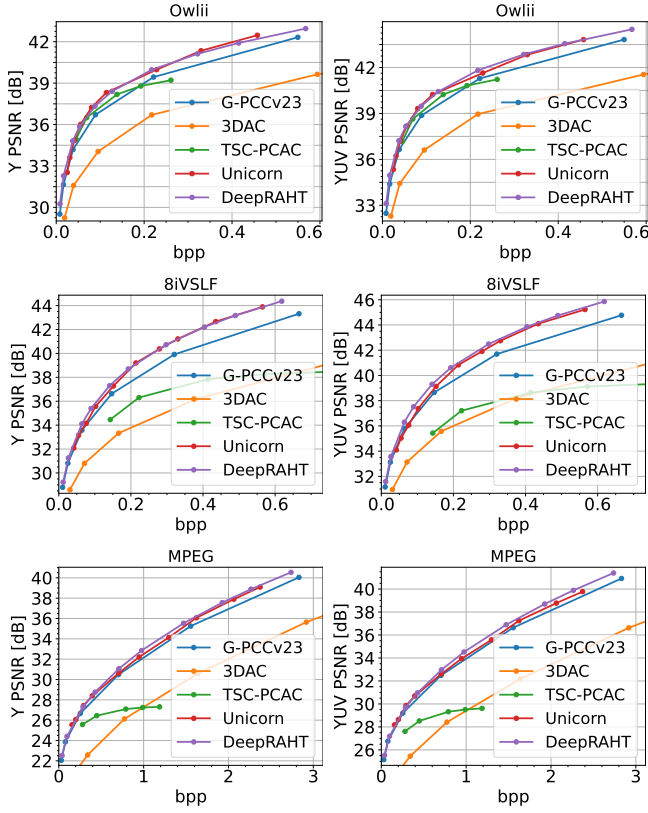 Owlii
Y PSNR [dB]
42
39
36
33
30
0.0
0.2
0.4
0.6
bpp
G-PCCv23
3DAC
TSC-PCAC
Unicorn
DeepRAHT
Owlii
YUV PSNR [dB]
42
39
36
33
0.0
0.2
0.4
0.6
bpp
G-PCCv23
3DAC
TSC-PCAC
Unicorn
DeepRAHT
8iVSLF
Y PSNR [dB]
44
42
40
38
36
34
32
30
0.0
0.2
0.4
0.6
bpp
G-PCCv23
3DAC
TSC-PCAC
Unicorn
DeepRAHT
8iVSLF
YUV PSNR [dB]
46
44
42
40
38
36
34
32
0.0
0.2
0.4
0.6
bpp
G-PCCv23
3DAC
TSC-PCAC
Unicorn
DeepRAHT
MPEG
Y PSNR [dB]
40
38
36
34
32
30
28
26
24
22
0
1
2
3
bpp
G-PCCv23
3DAC
TSC-PCAC
Unicorn
DeepRAHT
MPEG
YUV PSNR [dB]
40
38
36
34
32
30
28
26
0
1
2
3
bpp
G-PCCv23
3DAC
TSC-PCAC
Unicorn
DeepRAHT